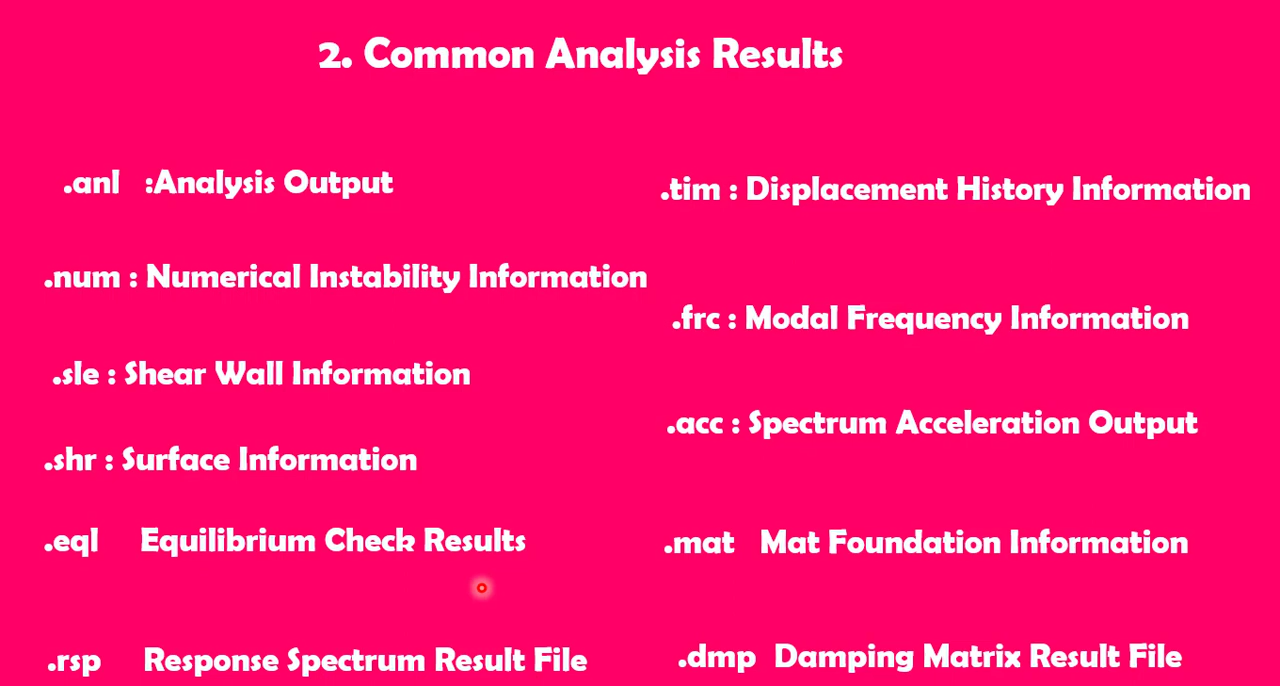 2. Common Analysis Results
.anl :Analysis Output
.num : Numerical Instability Information
.sle : Shear Wall Information
.shr : Surface Information
.eql Equilibrium Check Results
.rsp Response Spectrum Result File
.tim : Displacement History Information
.frc : Modal Frequency Information
.acc : Spectrum Acceleration Output
.mat Mat Foundation Information
.dmp Damping Matrix Result File